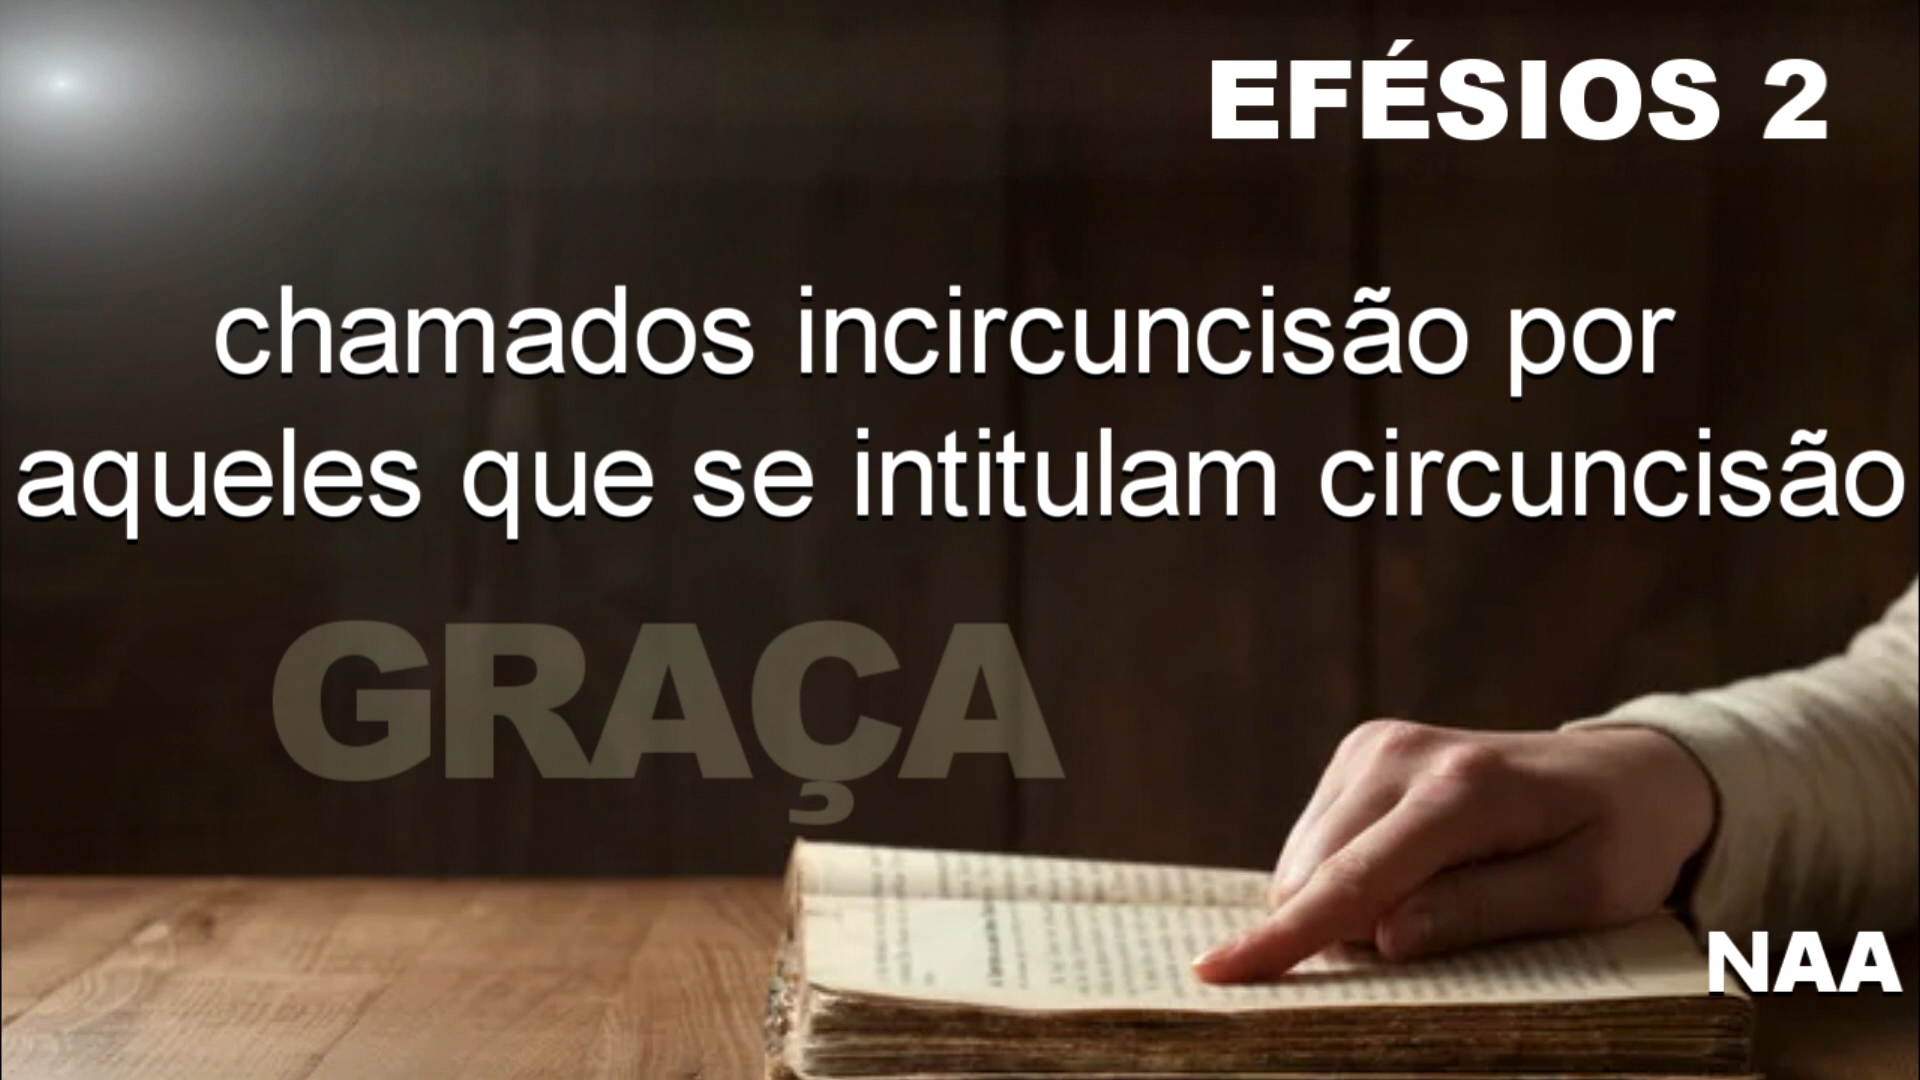 EFÉSIOS 2
chamados incircuncisão por
aqueles que se intitulam circuncisão
GRAÇA
NAA